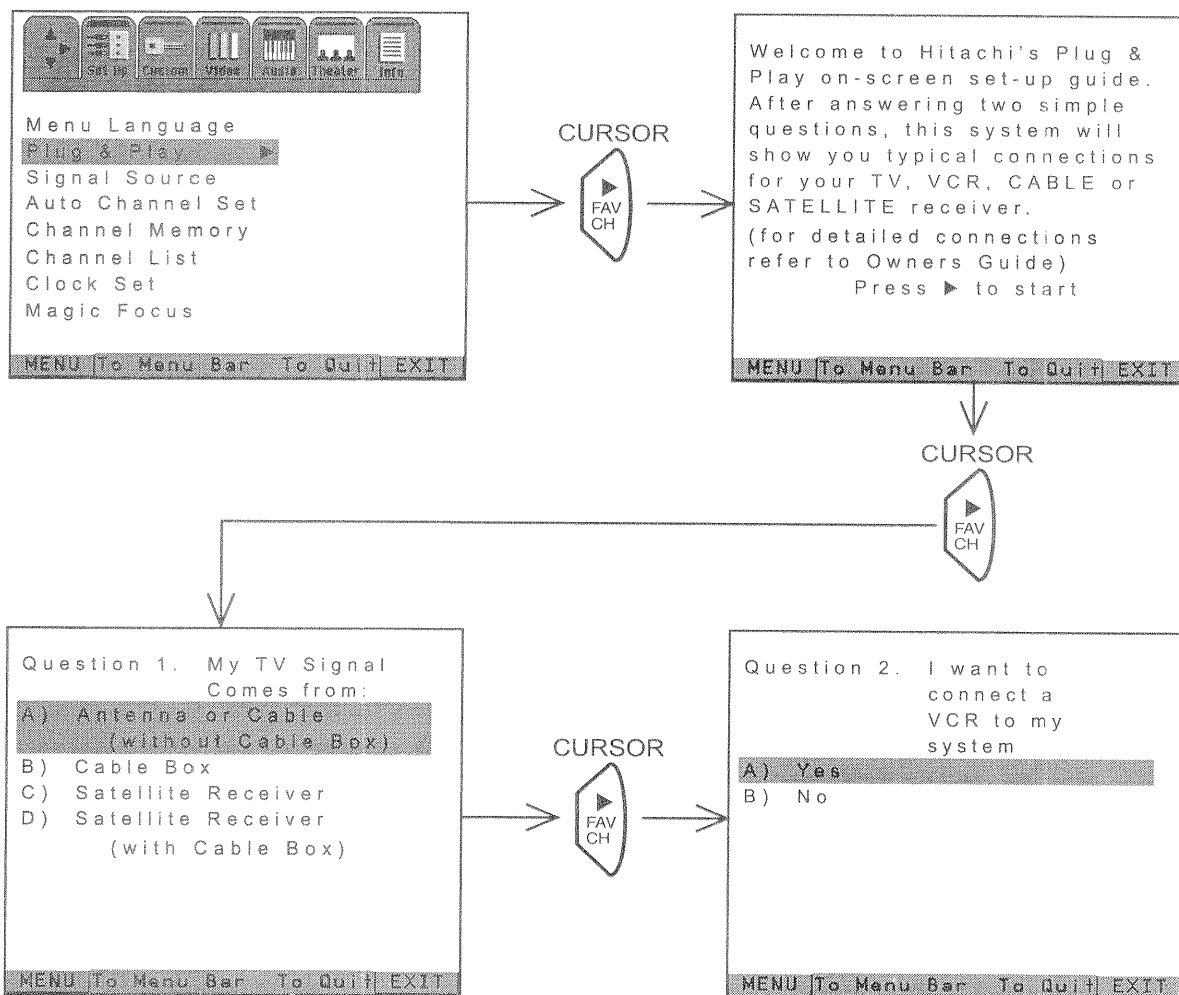 Set Up Custom Video Audio Theater Info
Menu Language
Plug & Play ▶
Signal Source
Auto Channel Set
Channel Memory
Channel List
Clock Set
Magic Focus
MENU To Menu Bar To Quit EXIT
CURSOR
▶
FAV
CH
Welcome to Hitachi's Plug &
Play on-screen set-up guide.
After answering two simple
questions, this system will
show you typical connections
for your TV, VCR, CABLE or
SATELLITE receiver.
(for detailed connections
refer to Owners Guide)
Press ▶ to start
MENU To Menu Bar To Quit EXIT
CURSOR
▶
FAV
CH
Question 1. My TV Signal
Comes from:
A) Antenna or Cable
(without Cable Box)
B) Cable Box
C) Satellite Receiver
D) Satellite Receiver
(with Cable Box)
MENU To Menu Bar To Quit EXIT
CURSOR
▶
FAV
CH
Question 2. I want to
connect a
VCR to my
system
A) Yes
B) No
MENU To Menu Bar To Quit EXIT